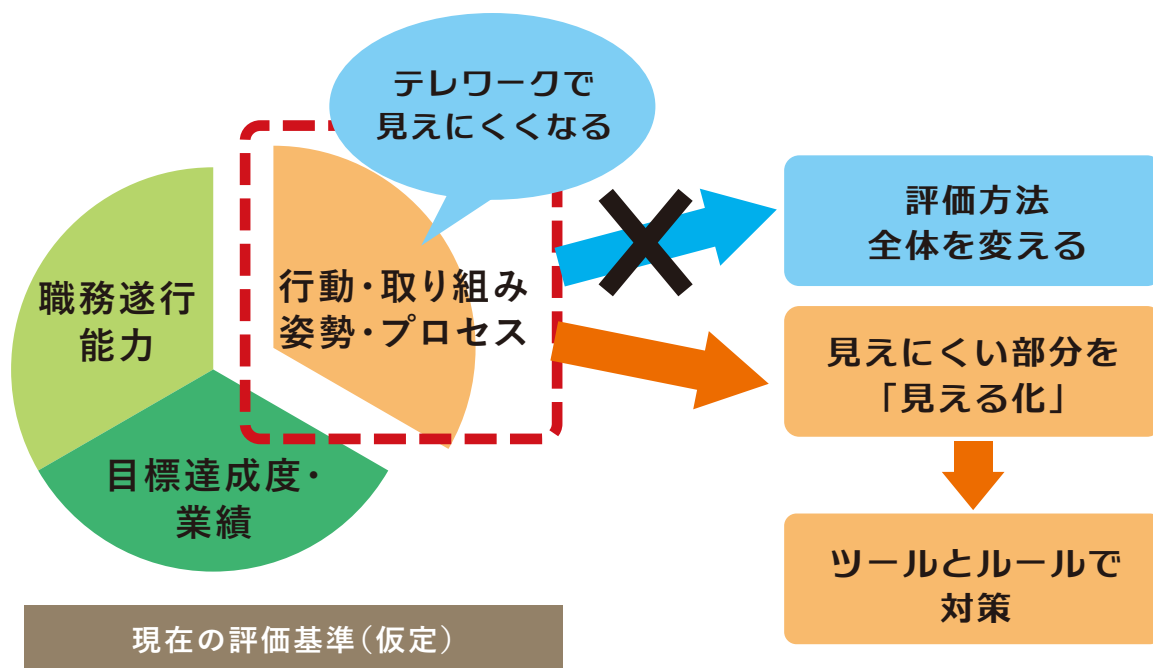 テレワークで
見えにくくなる
職務遂行
能力
行動・取り組み
姿勢・プロセス
目標達成度・
業績
現在の評価基準（仮定）
評価方法
全体を変える
見えにくい部分を
「見える化」
ツールとルールで
対策